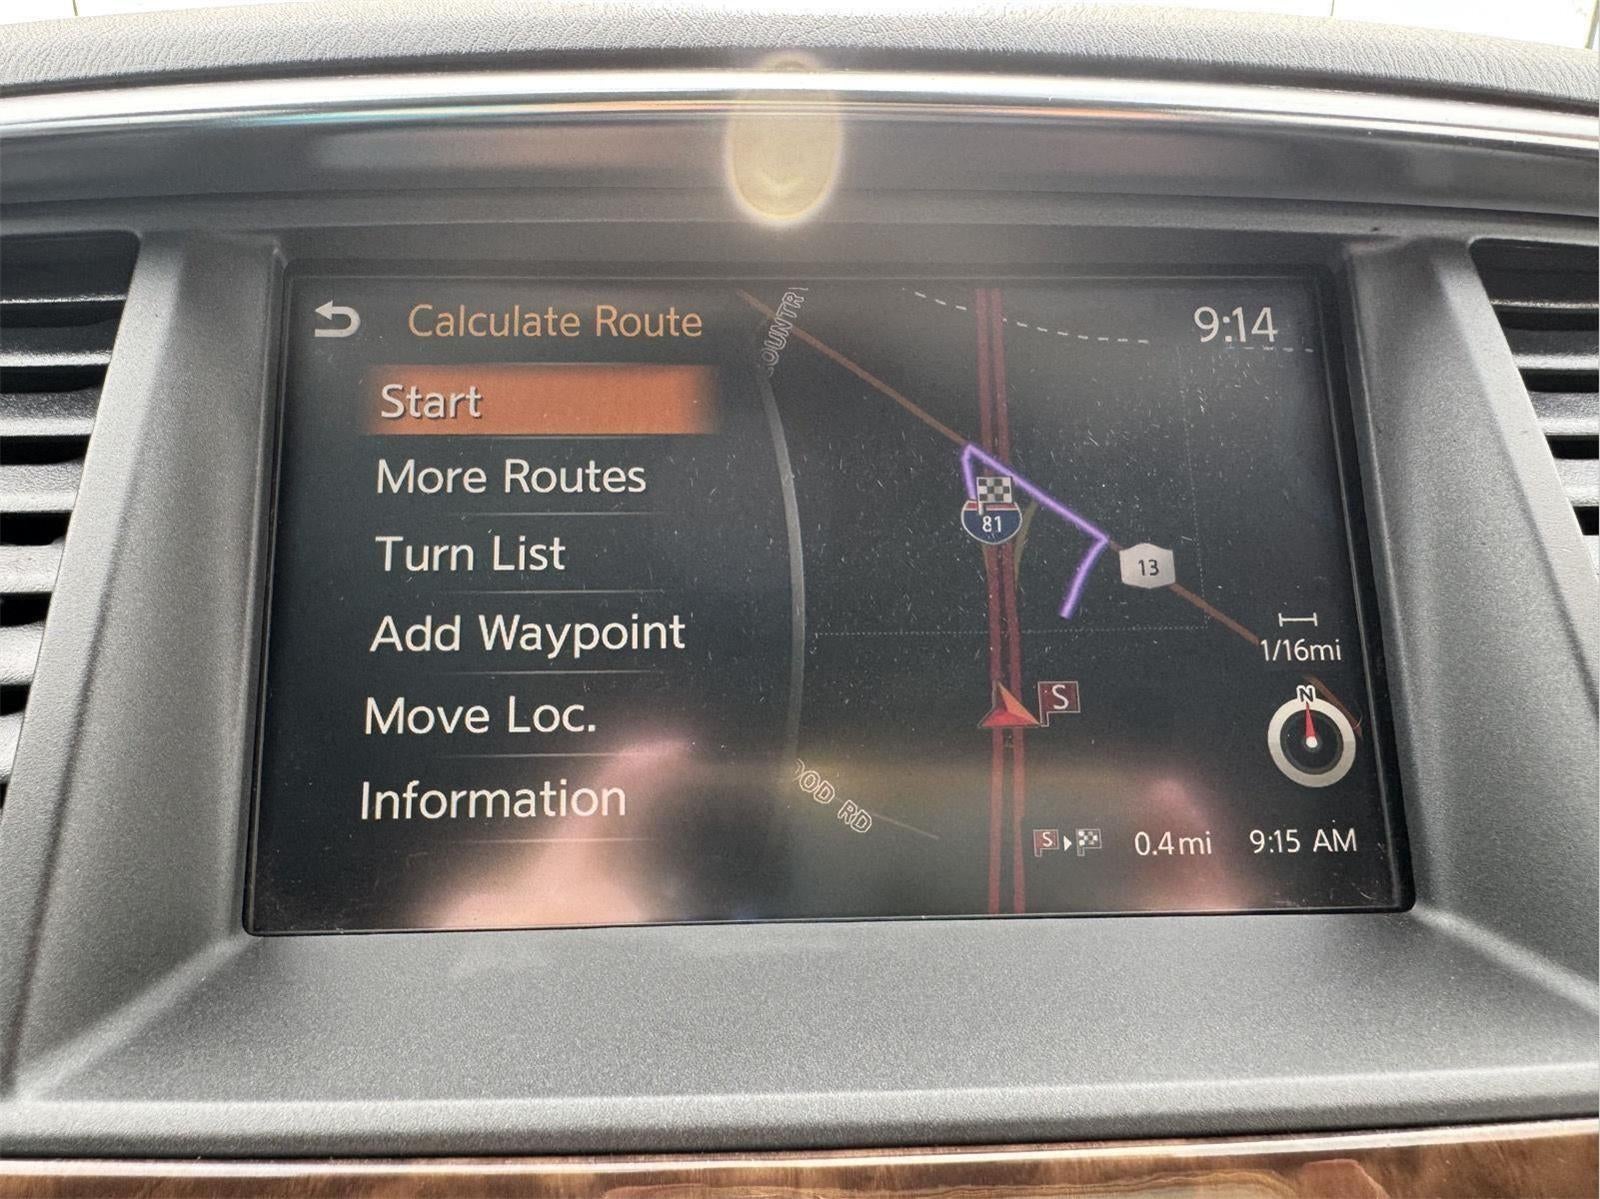 Calculate Route
9:14
Start
More Routes
Turn List
Add Waypoint
Move Loc.
Information
OUNTR
81
13
1/16mi
N
S
OOD RD
S
0.4mi
9:15 AM